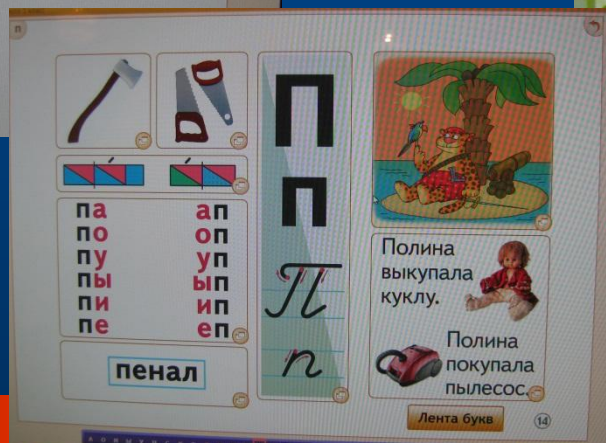 п
П
п
П
п
па ап
по оп
пу уп
пы ып
пи ип
пе еп
пенал
Полина
выкупала
куклу.
Полина
покупала
пылесос.
Лента букв
14